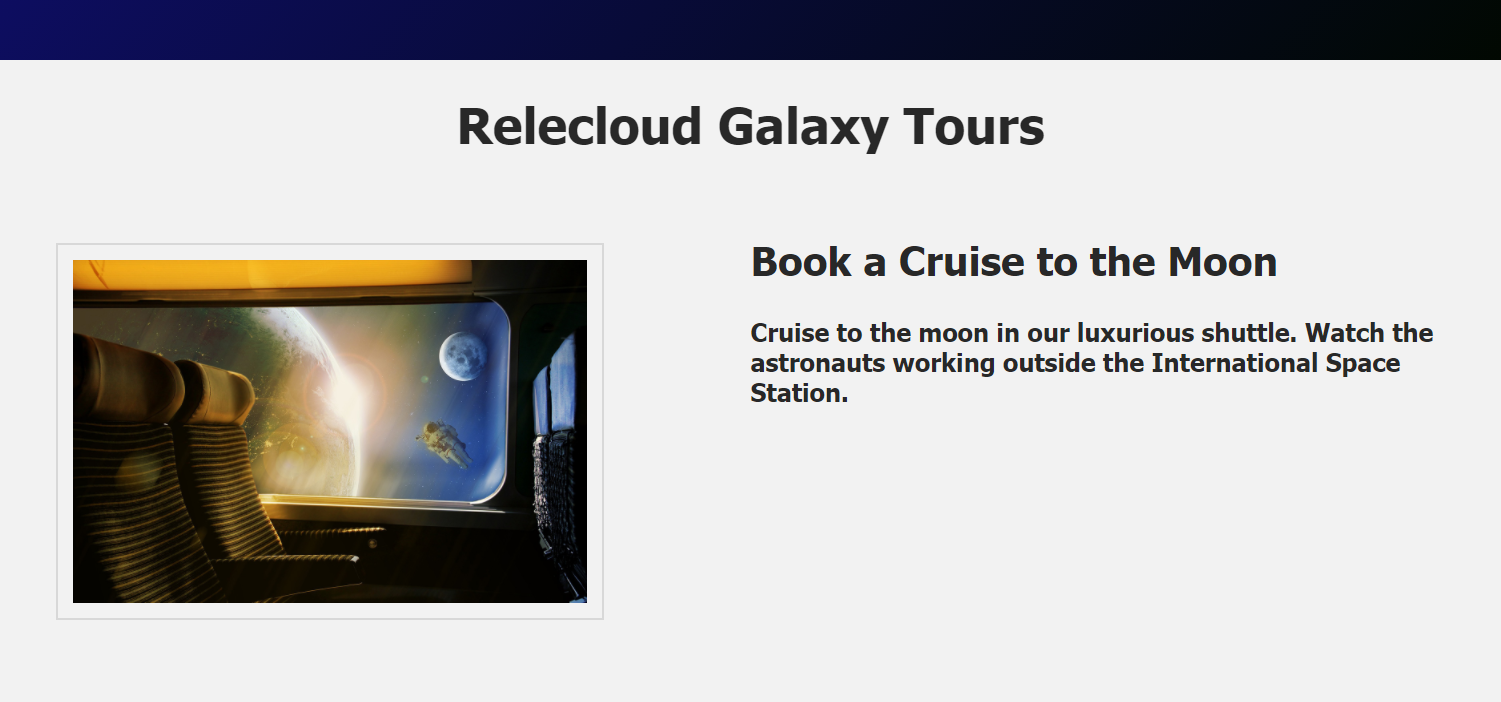 Relecloud Galaxy Tours
Book a Cruise to the Moon
Cruise to the moon in our luxurious shuttle. Watch the
astronauts working outside the International Space
Station.